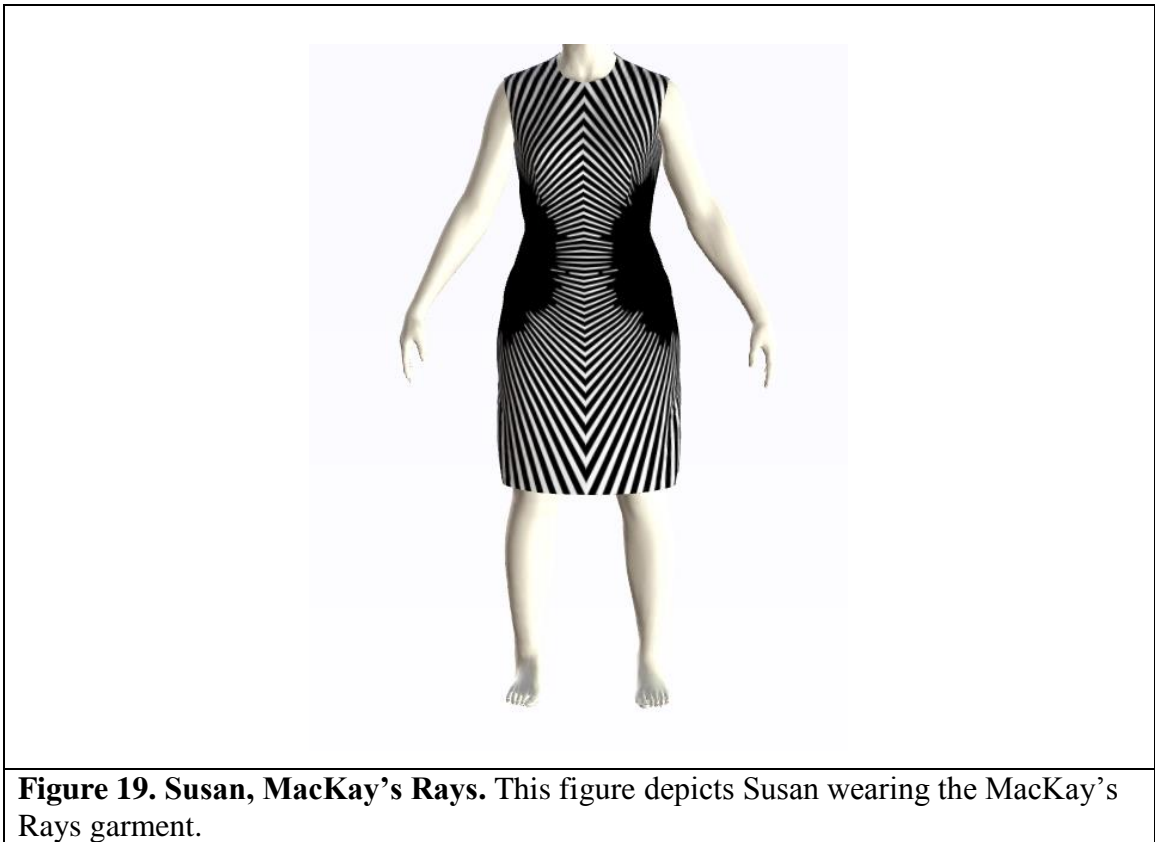 Figure 19. Susan, MacKay’s Rays. This figure depicts Susan wearing the MacKay’s
Rays garment.